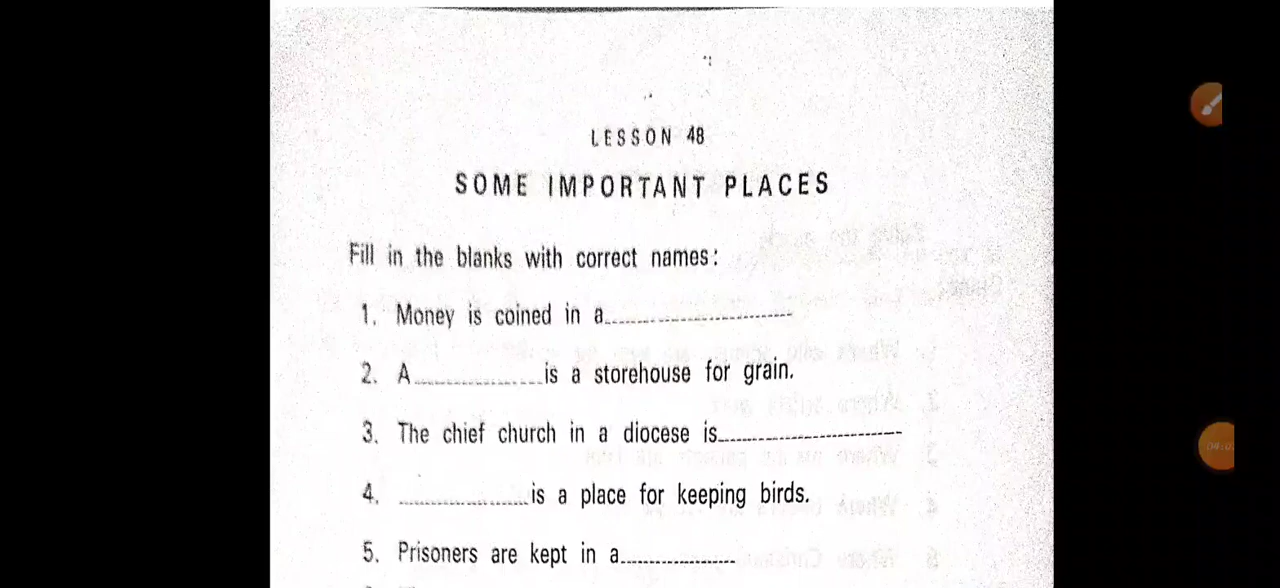 LESSON 48
SOME IMPORTANT PLACES
Fill in the blanks with correct names:
1. Money is coined in a....................
2. A....................is a storehouse for grain.
3. The chief church in a diocese is....................
4. ....................is a place for keeping birds.
5. Prisoners are kept in a....................